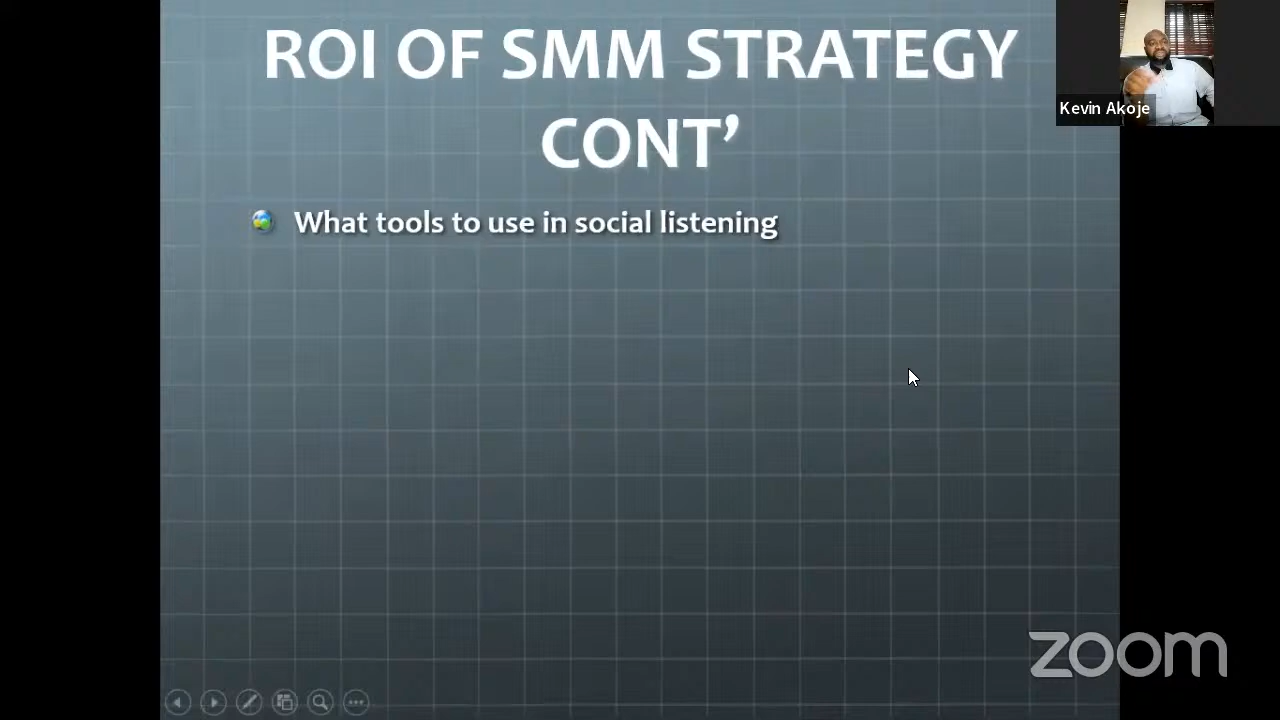 ROI OF SMM STRATEGY
CONT’
What tools to use in social listening
Kevin Akoje
zoom